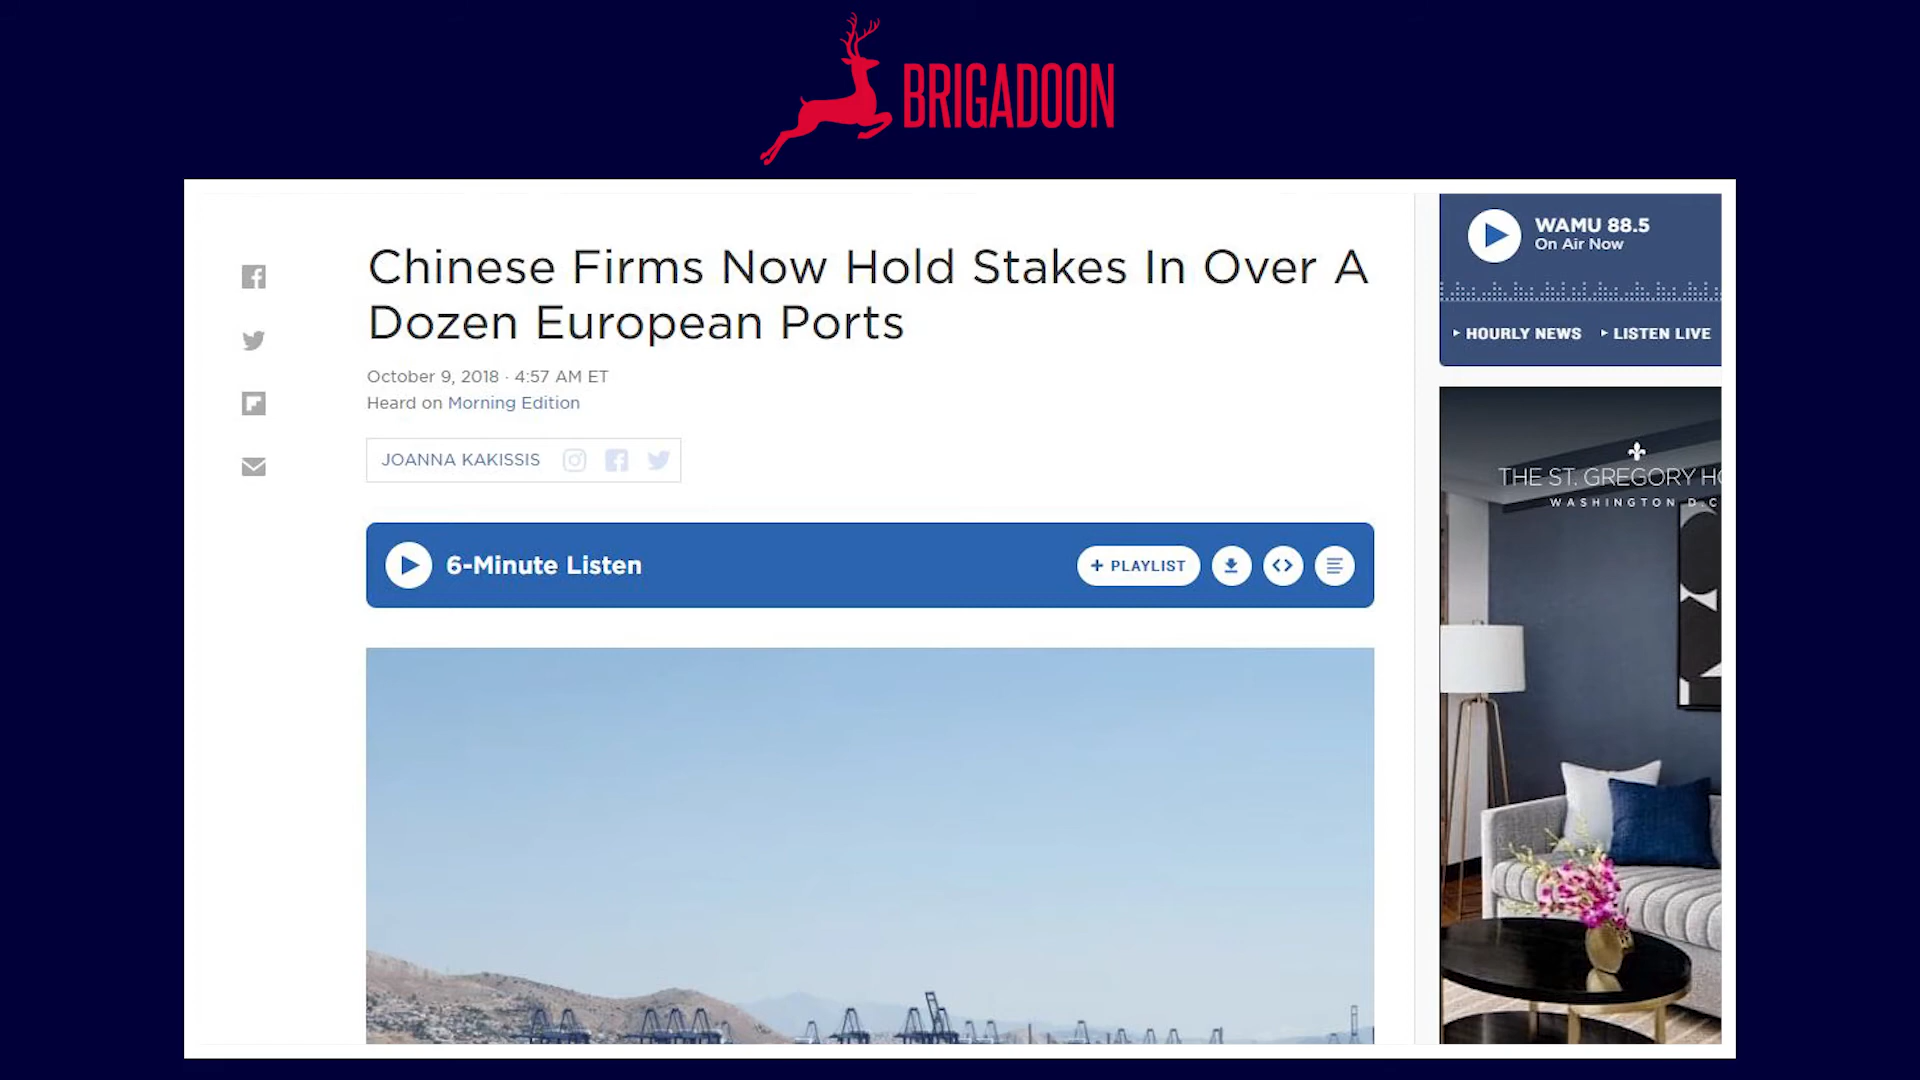 BRIGADOON
Chinese Firms Now Hold Stakes In Over A
Dozen European Ports
October 9, 2018 · 4:57 AM ET
Heard on Morning Edition
JOANNA KAKISSIS
6-Minute Listen
+ PLAYLIST
WAMU 88.5
On Air Now
HOURLY NEWS
LISTEN LIVE
THE ST. GREGORY HO
WASHINGTON D.C